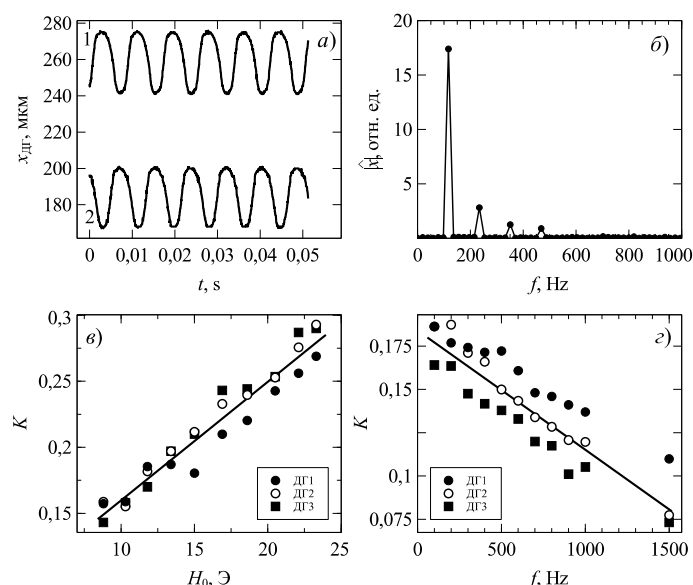 280
260
240
220
200
180
x_ДГ, мкм
1
2
а)
0 0,01 0,02 0,03 0,04 0,05
t, s
20
15
10
5
|x̂|, отн. ед.
б)
0 200 400 600 800 1000
f, Hz
0,3
0,25
0,2
0,15
K
в)
ДГ1
ДГ2
ДГ3
10 15 20 25
H₀, Э
0,175
0,15
0,1
0,075
K
г)
ДГ1
ДГ2
ДГ3
0 500 1000 1500
f, Hz